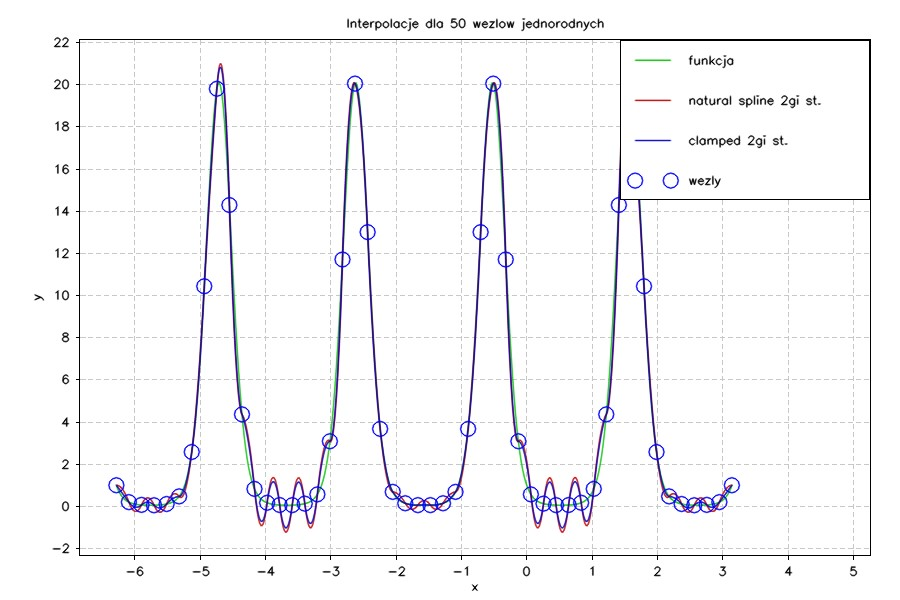 Interpolacje dla 50 wezlow jednorodnych
funkcja
natural spline 2gi st.
clamped 2gi st.
wezly
22
20
18
16
14
12
10
8
6
4
2
0
−2
y
−6 −5 −4 −3 −2 −1 0 1 2 3 4 5
x